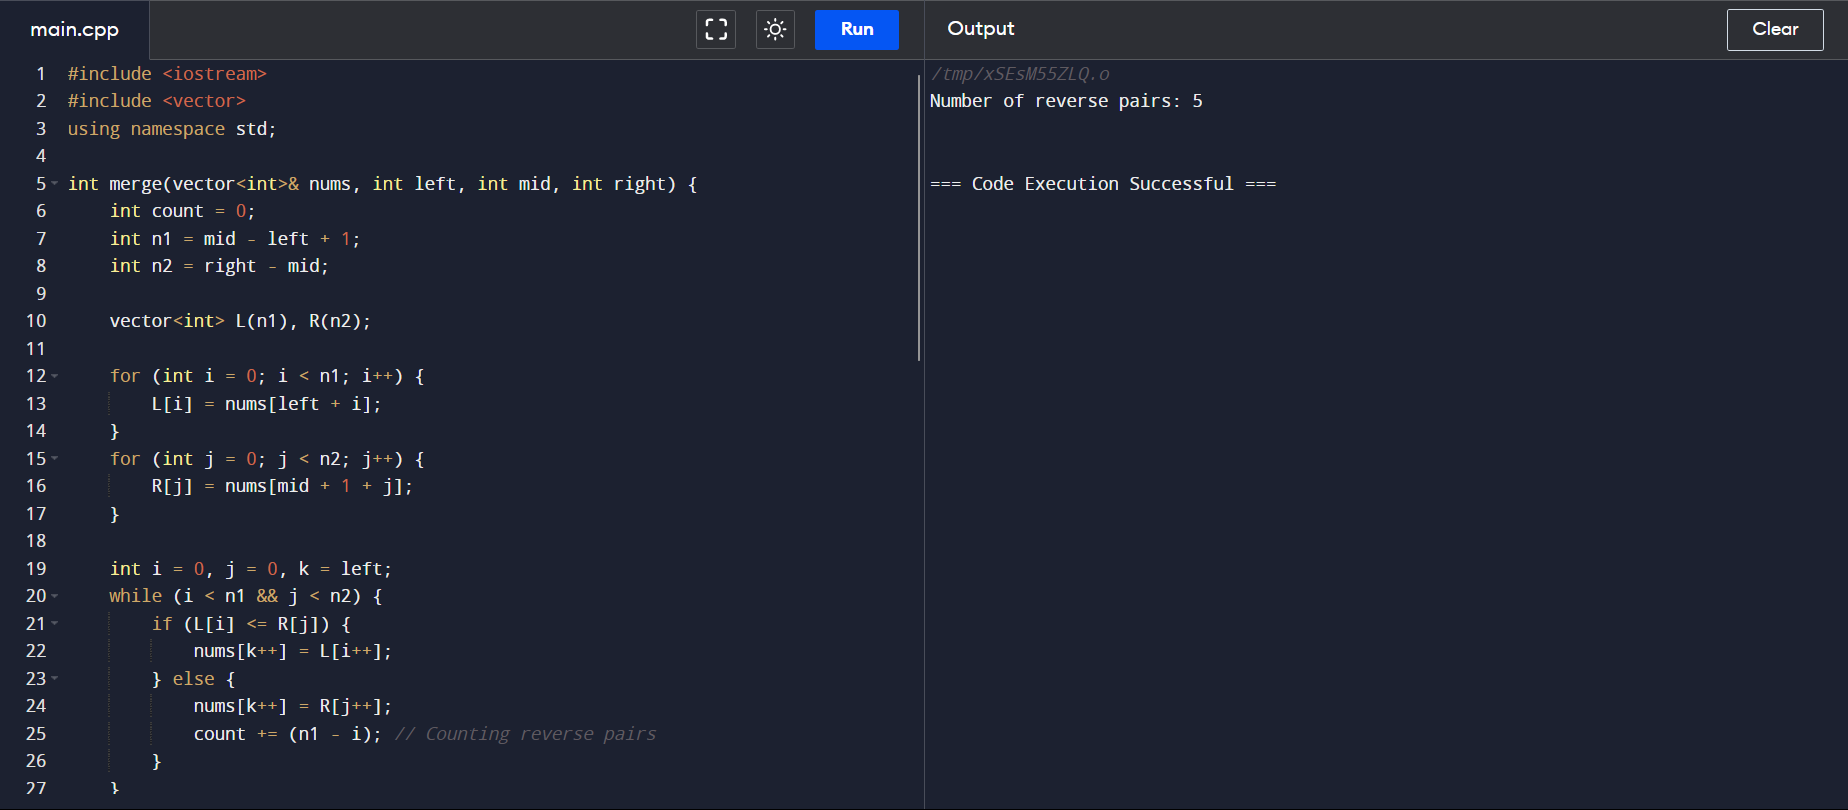 main.cpp
Run
1 #include <iostream>
2 #include <vector>
3 using namespace std;
4
5 int merge(vector<int>& nums, int left, int mid, int right) {
6     int count = 0;
7     int n1 = mid - left + 1;
8     int n2 = right - mid;
9
10     vector<int> L(n1), R(n2);
11
12     for (int i = 0; i < n1; i++) {
13         L[i] = nums[left + i];
14     }
15     for (int j = 0; j < n2; j++) {
16         R[j] = nums[mid + 1 + j];
17     }
18
19     int i = 0, j = 0, k = left;
20     while (i < n1 && j < n2) {
21         if (L[i] <= R[j]) {
22             nums[k++] = L[i++];
23         } else {
24             nums[k++] = R[j++];
25             count += (n1 - i); // Counting reverse pairs
26         }
27     }
Output
Clear
/tmp/xSEsM55ZLQ.o
Number of reverse pairs: 5
=== Code Execution Successful ===